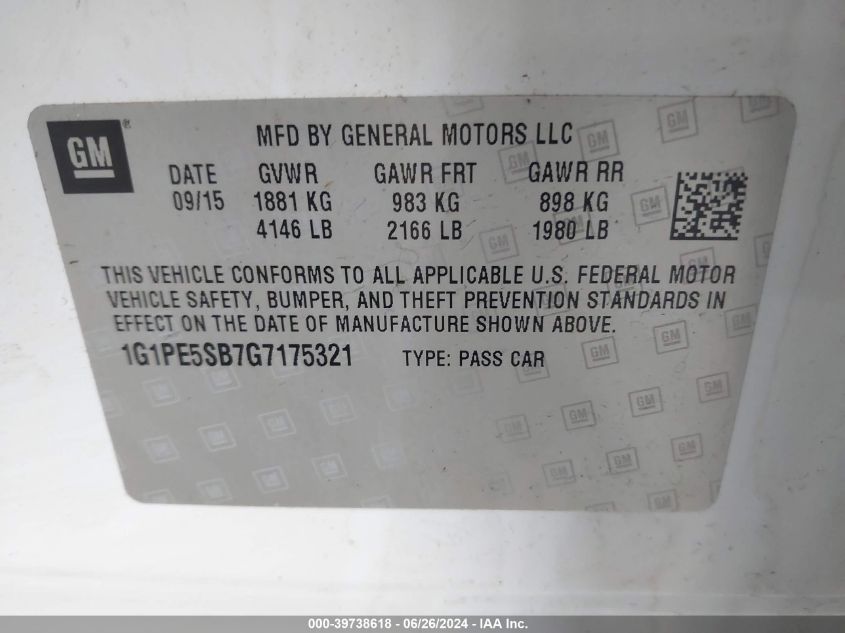 GM®
MFD BY GENERAL MOTORS LLC
DATE GVWR GAWR FRT GAWR RR
09/15 1881 KG 983 KG 898 KG
4146 LB 2166 LB 1980 LB
THIS VEHICLE CONFORMS TO ALL APPLICABLE U.S. FEDERAL MOTOR
VEHICLE SAFETY, BUMPER, AND THEFT PREVENTION STANDARDS IN
EFFECT ON THE DATE OF MANUFACTURE SHOWN ABOVE.
1G1PE5SB7G7175321 TYPE: PASS CAR
000-39738618 - 06/26/2024 - IAA Inc.